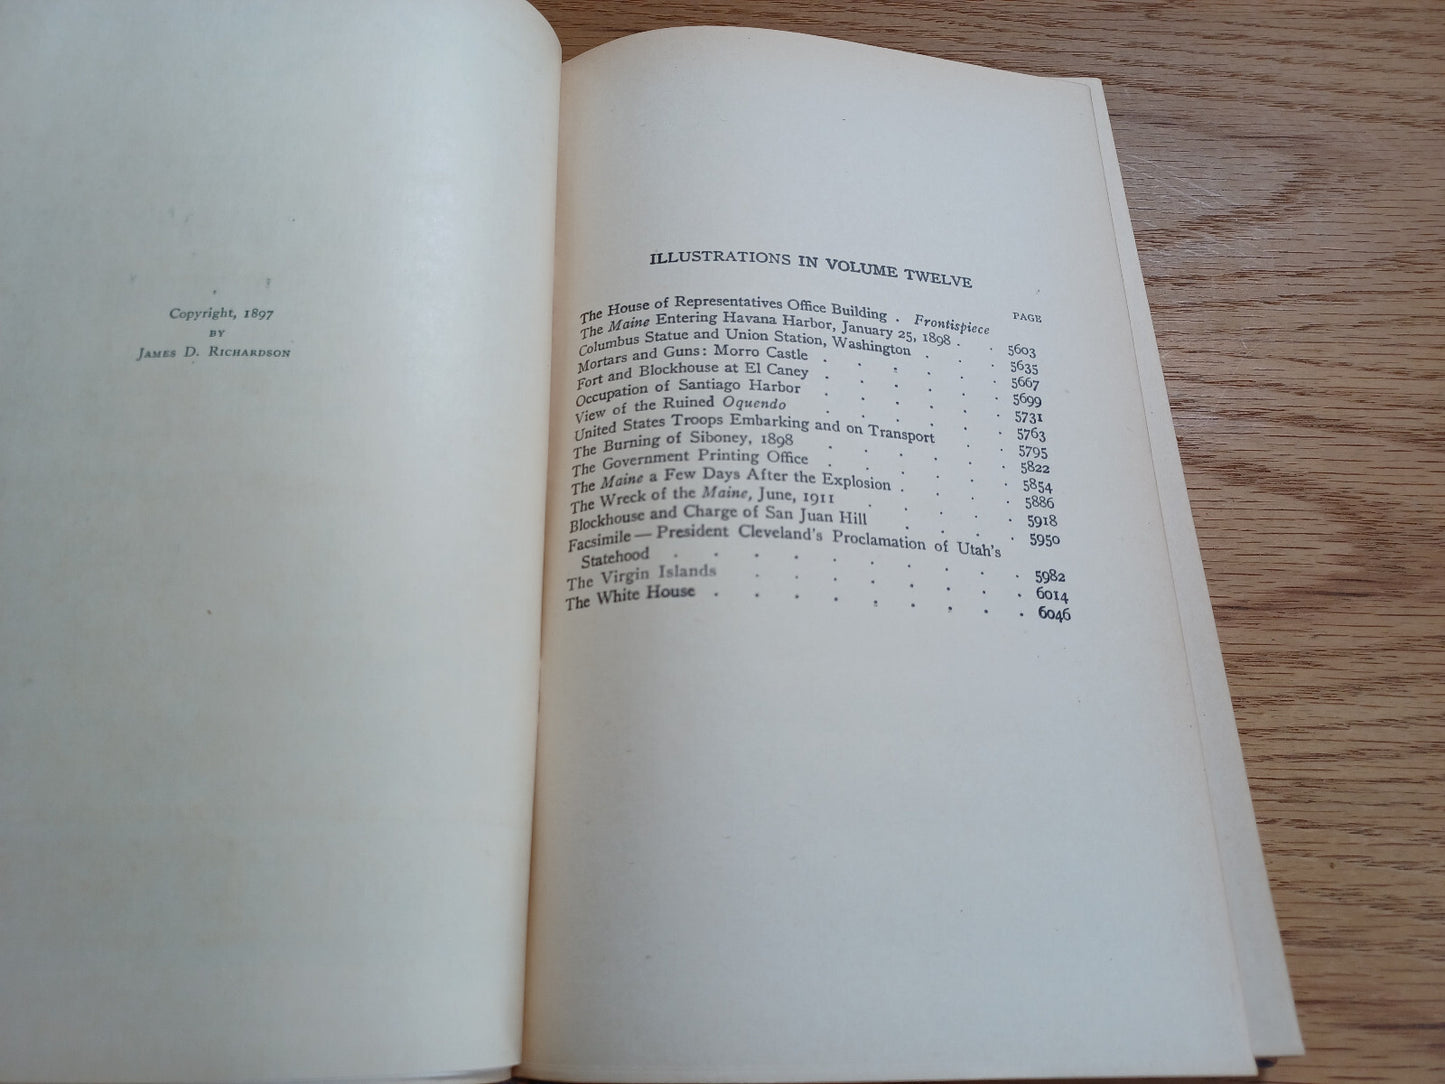 Copyright, 1897
BY
JAMES D. RICHARDSON
ILLUSTRATIONS IN VOLUME TWELVE
PAGE
The House of Representatives Office Building . Frontispiece
The Maine Entering Havana Harbor, January 25, 1898 . . 5603
Columbus Statue and Union Station, Washington . . . 5635
Mortars and Guns: Morro Castle . . . . . 5667
Fort and Blockhouse at El Caney . . . . . 5699
Occupation of Santiago Harbor . . . . . 5731
View of the Ruined Oquendo . . . . . 5763
United States Troops Embarking and on Transport . . 5795
The Burning of Siboney, 1898 . . . . . 5822
The Government Printing Office . . . . . 5854
The Maine a Few Days After the Explosion . . . . 5886
The Wreck of the Maine, June, 1911 . . . . 5918
Blockhouse and Charge of San Juan Hill . . . . 5950
Facsimile — President Cleveland's Proclamation of Utah's
Statehood . . . . . . . . . 5982
The Virgin Islands . . . . . . . 6014
The White House . . . . . . . . 6046